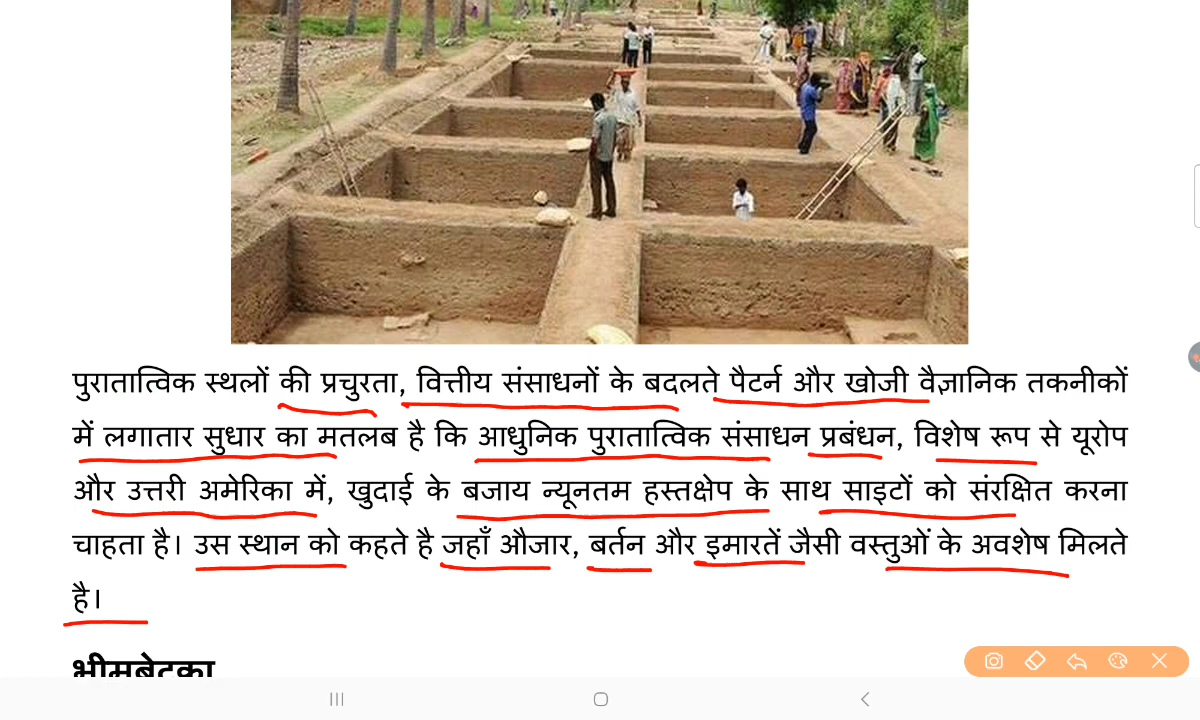 पुरातात्विक स्थलों की प्रचुरता, वित्तीय संसाधनों के बदलते पैटर्न और खोजी वैज्ञानिक तकनीकों
में लगातार सुधार का मतलब है कि आधुनिक पुरातात्विक संसाधन प्रबंधन, विशेष रूप से यूरोप
और उत्तरी अमेरिका में, खुदाई के बजाय न्यूनतम हस्तक्षेप के साथ साइटों को संरक्षित करना
चाहता है। उस स्थान को कहते है जहाँ औजार, बर्तन और इमारतें जैसी वस्तुओं के अवशेष मिलते
है।
भीमबेटका